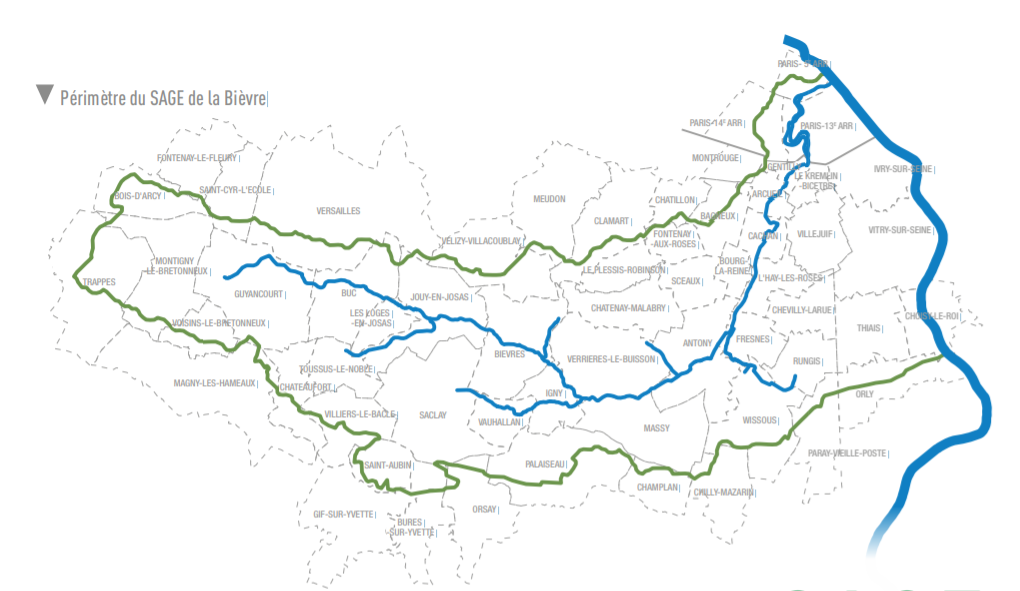 Périmètre du SAGE de la Bièvre
PARIS- 5E ARR
PARIS-14E ARR
PARIS-13E ARR
MONTROUGE
GENTILLY
IVRY-SUR-SEINE
LE KREMLIN
-BICETRE
FONTENAY-LE-FLEURY
BOIS-D'ARCY
SAINT-CYR-L'ECOLE
VERSAILLES
MEUDON
CHATILLON
ARCUEIL
CLAMART
BAGNEUX
VELIZY-VILLACOUBLAY
FONTENAY
-AUX-ROSES
CACHAN
VILLEJUIF
VITRY-SUR-SEINE
MONTIGNY
-LE-BRETONNEUX
TRAPPES
LE PLESSIS-ROBINSON
BOURG-
LA-REINE
SCEAUX
L'HAY-LES-ROSES
GUYANCOURT
BUC
JOUY-EN-JOSAS
LES LOGES
-EN-JOSAS
CHATENAY-MALABRY
CHEVILLY-LARUE
CHOISY-LE-ROI
VOISINS-LE-BRETONNEUX
THIAIS
ANTONY
FRESNES
BIEVRES
VERRIERES-LE-BUISSON
RUNGIS
TOUSSUS-LE-NOBLE
MAGNY-LES-HAMEAUX
CHATEAUFORT
IGNY
ORLY
VILLIERS-LE-BACLE
SACLAY
VAUHALLAN
MASSY
WISSOUS
SAINT-AUBIN
PALAISEAU
PARAY-VIEILLE-POSTE
CHAMPLAN
CHILLY-MAZARIN
GIF-SUR-YVETTE
BURES
-SUR-YVETTE
ORSAY